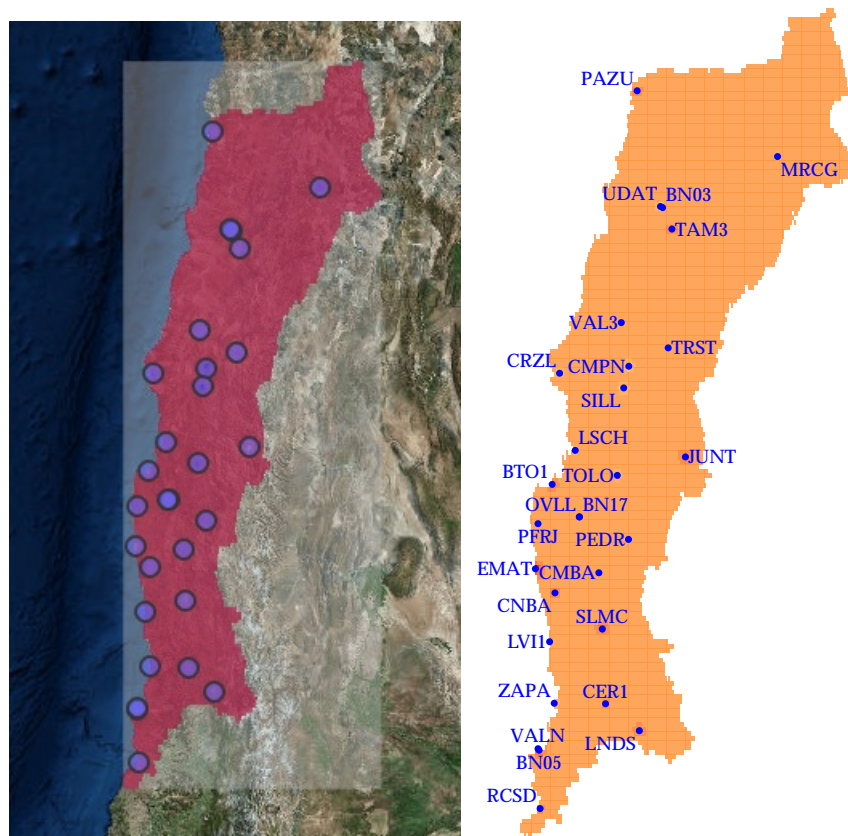 PAZU
MRCG
UDAT BN03
TAM3
VAL3
TRST
CRZL CMPN
SILL
LSCH
JUNT
BTO1 TOLO
OVLL BN17
PFRJ PEDR
EMAT CMBA
CNBA
SLMC
LVI1
ZAPA CER1
VALN LNDS
BN05
RCSD